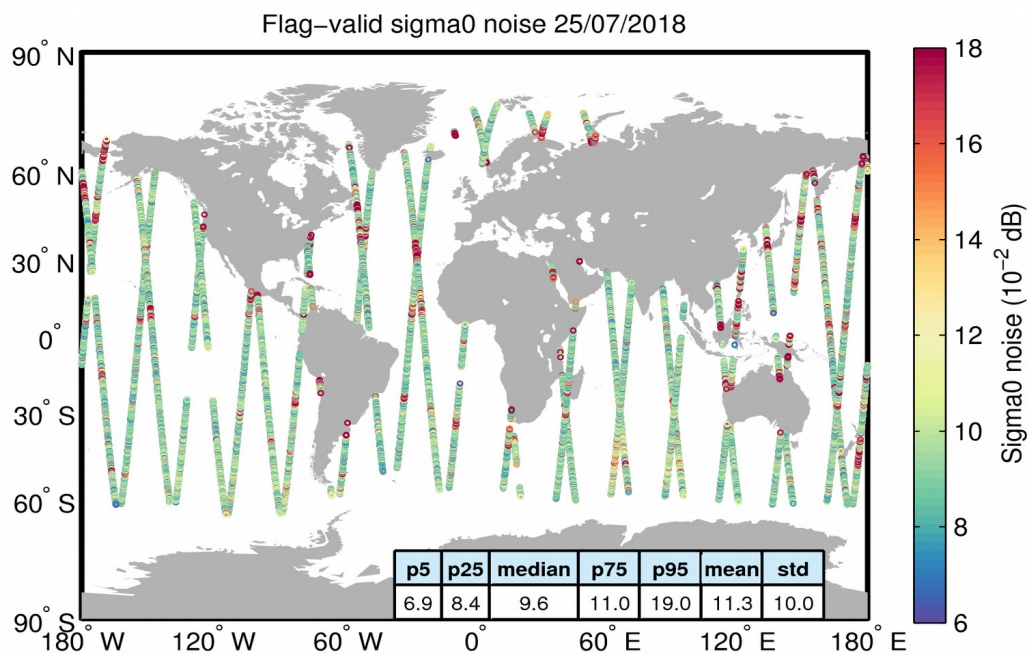 Flag−valid sigma0 noise 25/07/2018
90° N
60° N
30° N
0°
30° S
60° S
90° S
180° W
120° W
60° W
0°
60° E
120° E
180° E
p5 p25 median p75 p95 mean std
6.9 8.4 9.6 11.0 19.0 11.3 10.0
18
16
14
12
10
8
6
Sigma0 noise (10⁻² dB)